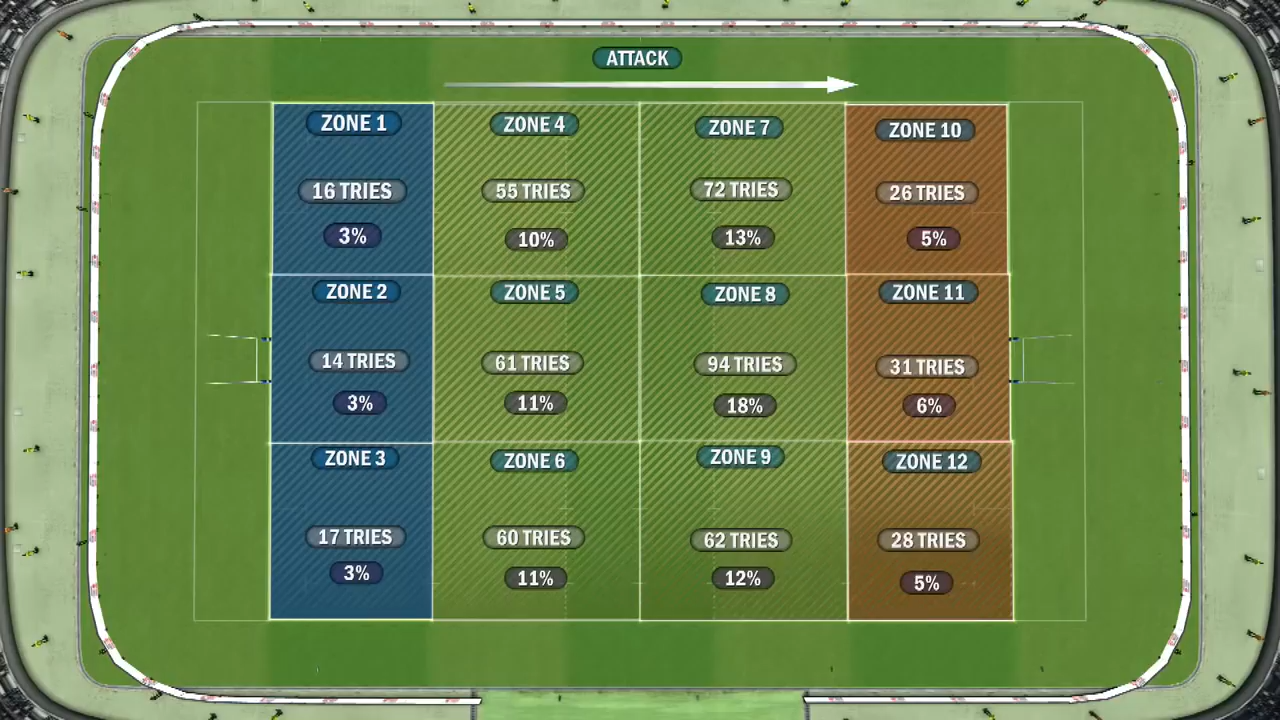 ATTACK
ZONE 1
16 TRIES
3%
ZONE 4
55 TRIES
10%
ZONE 7
72 TRIES
13%
ZONE 10
26 TRIES
5%
ZONE 2
14 TRIES
3%
ZONE 5
61 TRIES
11%
ZONE 8
94 TRIES
18%
ZONE 11
31 TRIES
6%
ZONE 3
17 TRIES
3%
ZONE 6
60 TRIES
11%
ZONE 9
62 TRIES
12%
ZONE 12
28 TRIES
5%